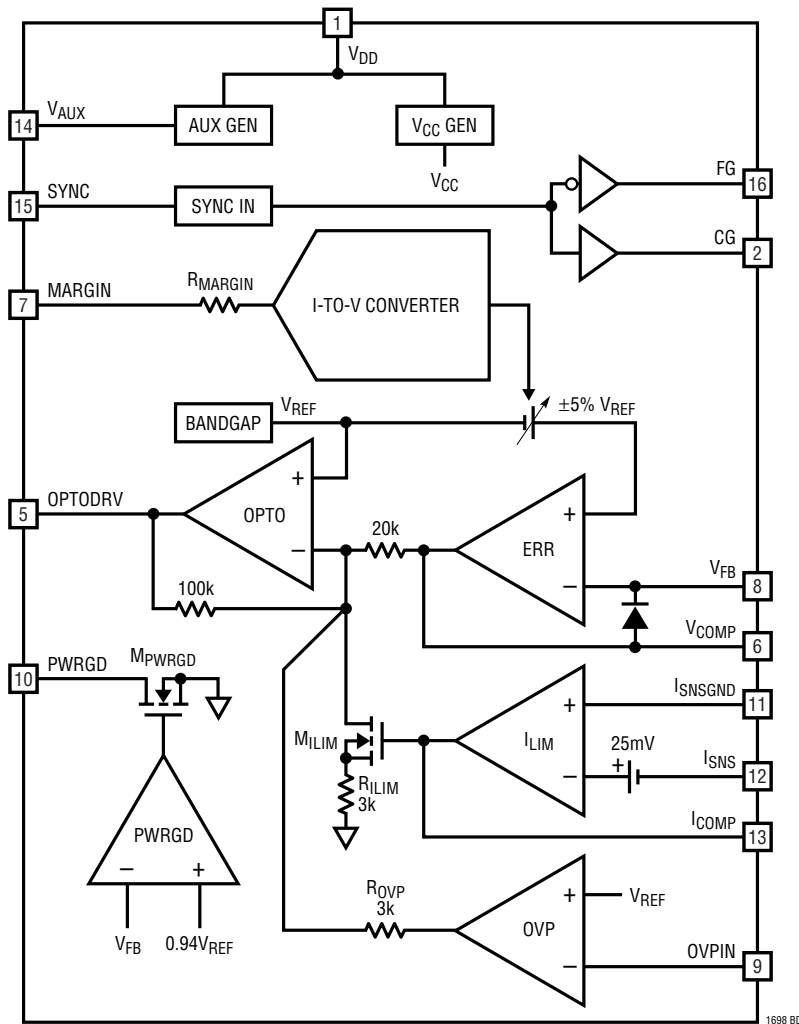 1
VDD
14
VAUX
AUX GEN
VCC GEN
VCC
15
SYNC
SYNC IN
FG
16
CG
2
7
MARGIN
RMARGIN
I-TO-V CONVERTER
BANDGAP
VREF
±5% VREF
5
OPTODRV
OPTO
+
–
20k
ERR
+
–
100k
VFB
8
VCOMP
6
10
PWRGD
MPWRGD
ISNSGND
11
MILIM
ILIM
+
–
25mV
+
ISNS
12
RILIM
3k
ICOMP
13
PWRGD
–
+
VFB
0.94VREF
ROVP
3k
OVP
+
–
VREF
OVPIN
9
1698 BD